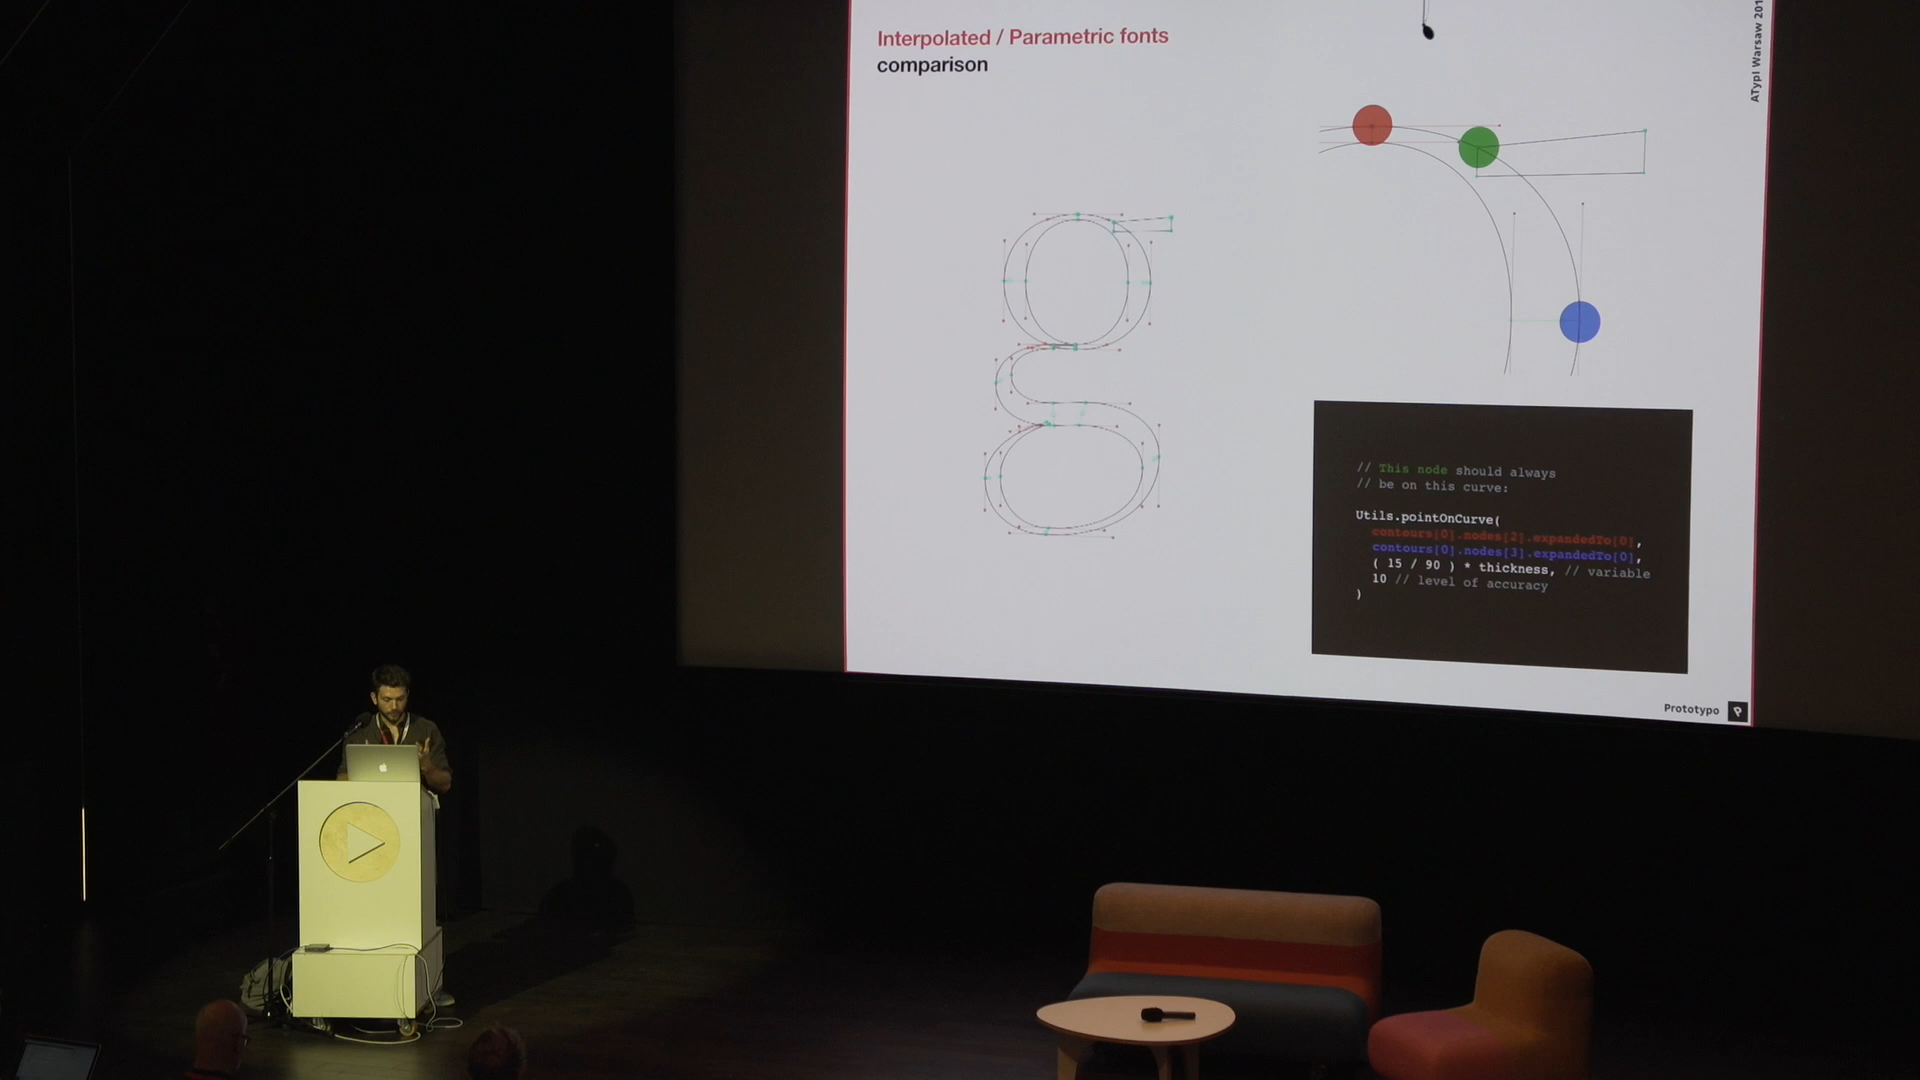 Interpolated / Parametric fonts
comparison
ATypI Warsaw 201
// This node should always
// be on this curve:
Utils.pointOnCurve(
contours[0].nodes[2].expandedTo[0],
contours[0].nodes[3].expandedTo[0],
( 15 / 90 ) * thickness, // variable
10 // level of accuracy
)
Prototypo